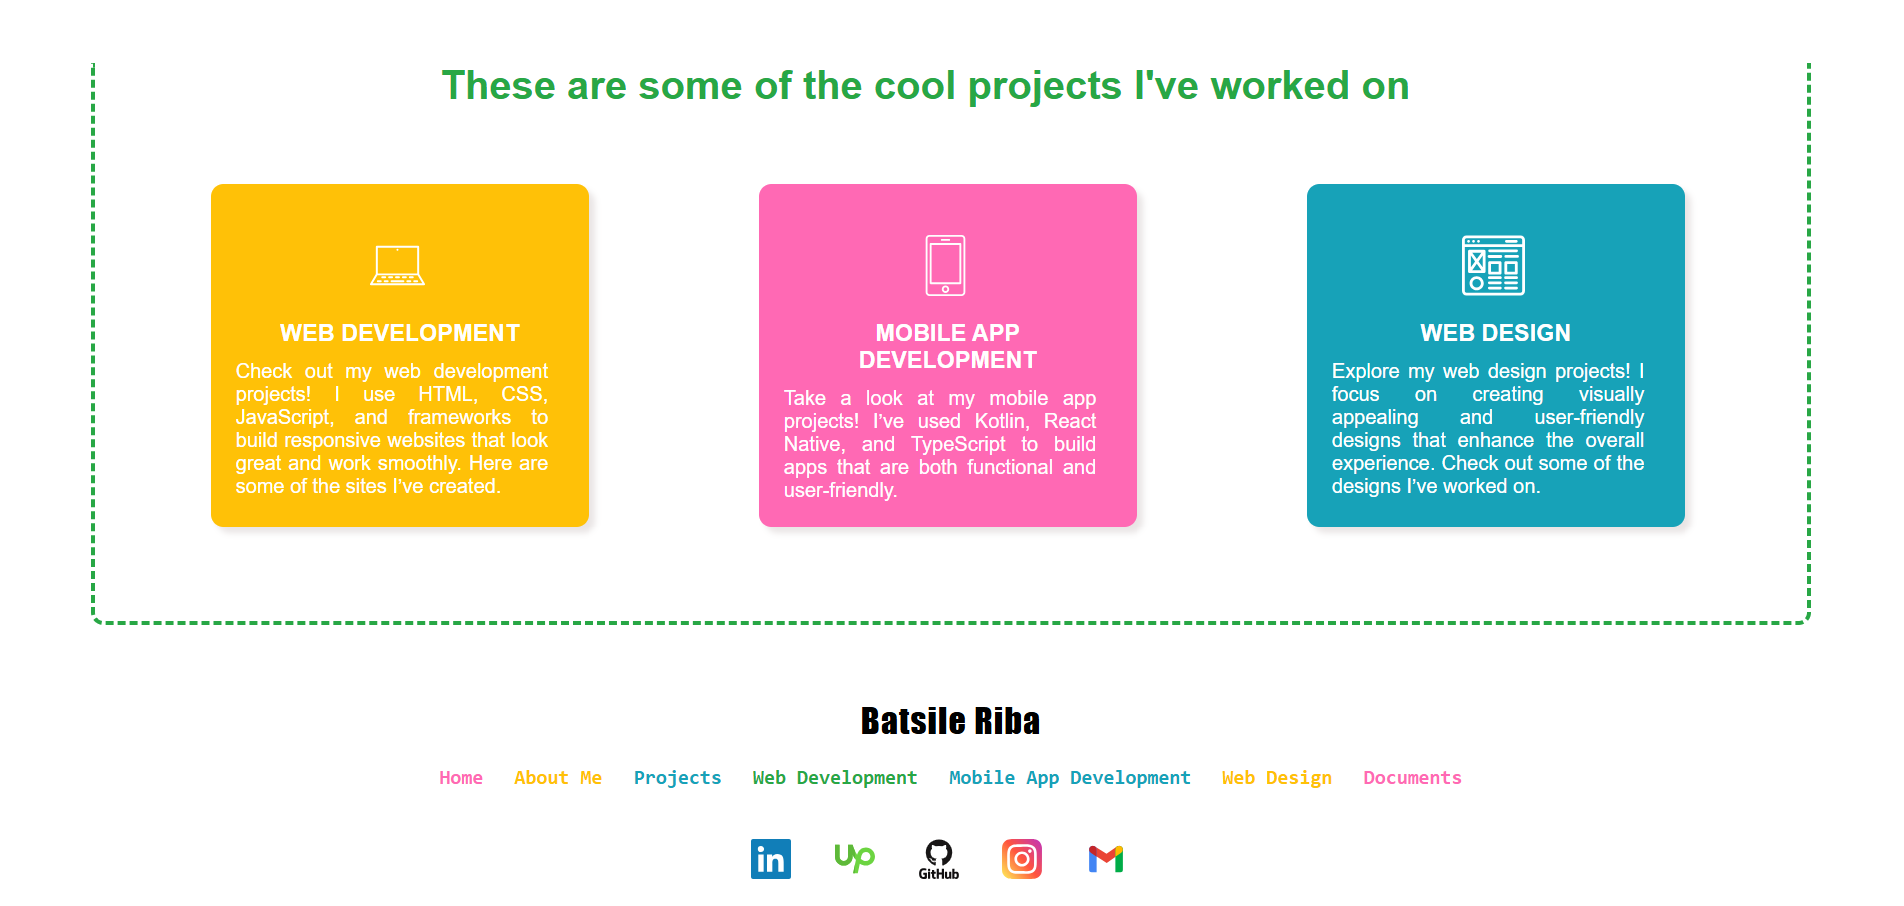 These are some of the cool projects I've worked on
WEB DEVELOPMENT
Check out my web development
projects! I use HTML, CSS,
JavaScript, and frameworks to
build responsive websites that look
great and work smoothly. Here are
some of the sites I’ve created.
MOBILE APP
DEVELOPMENT
Take a look at my mobile app
projects! I’ve used Kotlin, React
Native, and TypeScript to build
apps that are both functional and
user-friendly.
WEB DESIGN
Explore my web design projects! I
focus on creating visually
appealing and user-friendly
designs that enhance the overall
experience. Check out some of the
designs I’ve worked on.
Batsile Riba
Home About Me Projects Web Development Mobile App Development Web Design Documents
in up GitHub